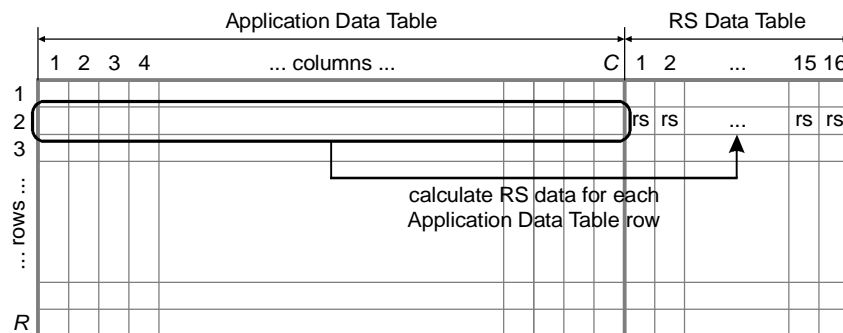 Application Data Table RS Data Table
1 2 3 4 ... columns ... C 1 2 ... 15 16
1
2 rs rs ... rs rs
3
... rows ...
calculate RS data for each
Application Data Table row
R